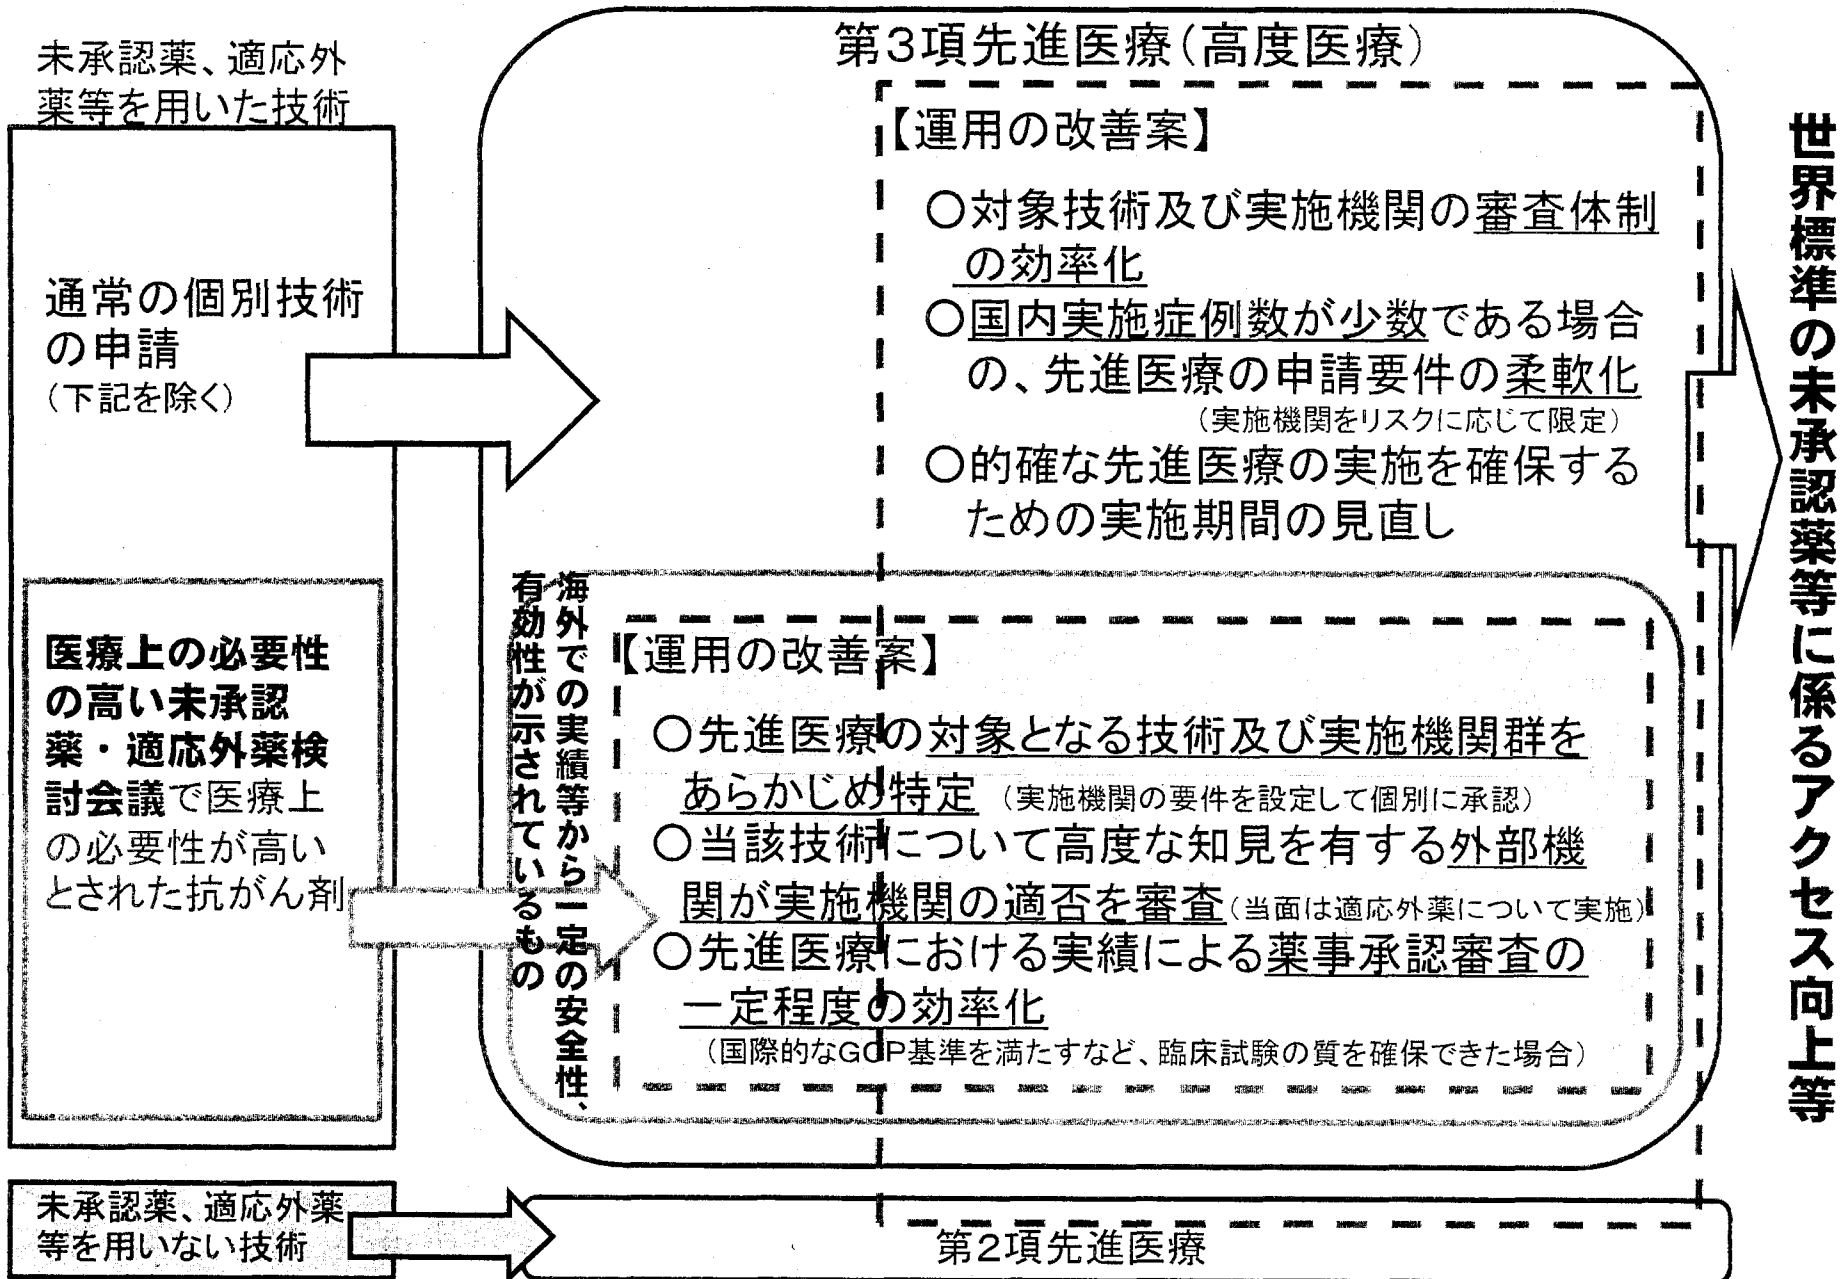 未承認薬、適応外
薬等を用いた技術
通常の個別技術
の申請
(下記を除く)
医療上の必要性
の高い未承認
薬・適応外薬検
討会議で医療上
の必要性が高い
とされた抗がん剤
未承認薬、適応外薬
等を用いない技術
第3項先進医療(高度医療)
【運用の改善案】
○対象技術及び実施機関の審査体制
の効率化
○国内実施症例数が少数である場合
の、先進医療の申請要件の柔軟化
(実施機関をリスクに応じて限定)
○的確な先進医療の実施を確保する
ための実施期間の見直し
海外での実績等から一定の安全性、
有効性が示されているもの
【運用の改善案】
○先進医療の対象となる技術及び実施機関群を
あらかじめ特定 (実施機関の要件を設定して個別に承認)
○当該技術について高度な知見を有する外部機
関が実施機関の適否を審査(当面は適応外薬について実施)
○先進医療における実績による薬事承認審査の
一定程度の効率化
(国際的なGCP基準を満たすなど、臨床試験の質を確保できた場合)
第2項先進医療
世界標準の未承認薬等に係るアクセス向上等